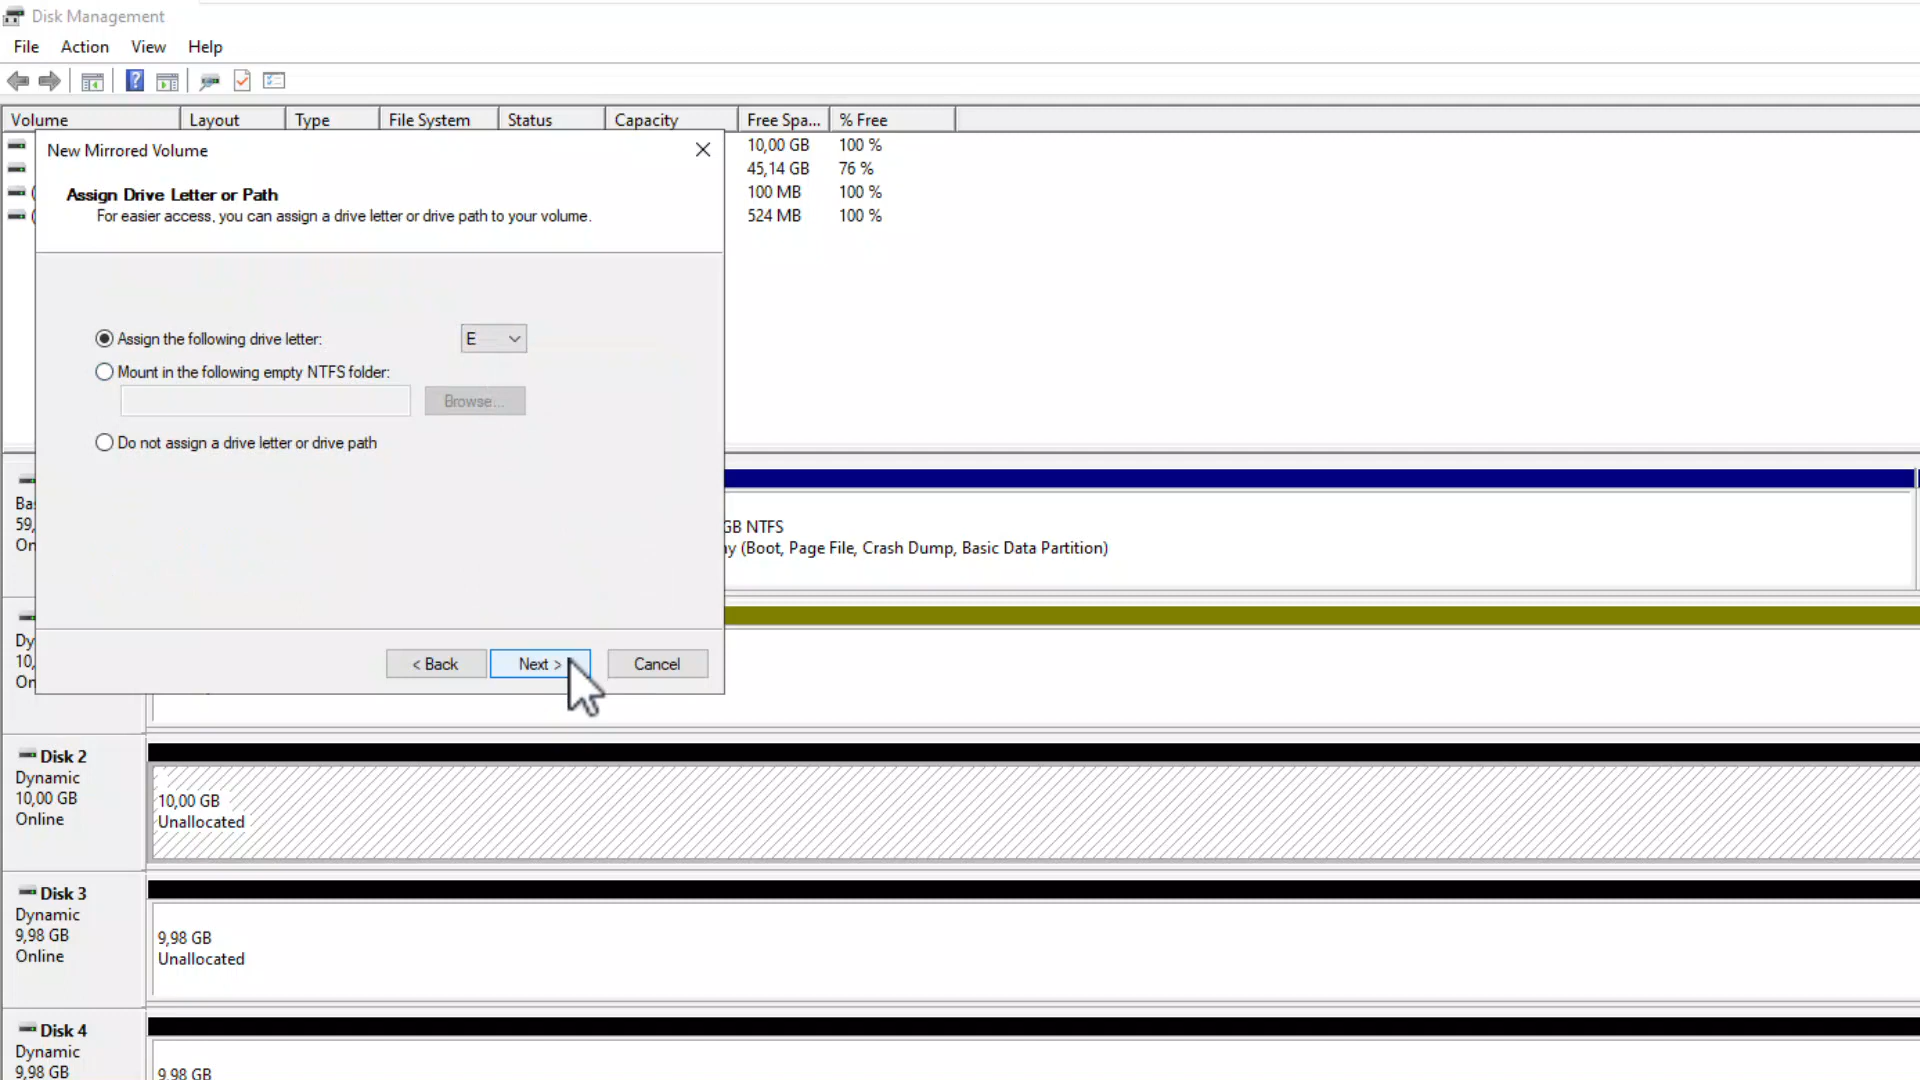 Disk Management
File Action View Help
Volume Layout Type File System Status Capacity Free Spa... % Free
10,00 GB 100 %
45,14 GB 76 %
( 100 MB 100 %
( 524 MB 100 %
New Mirrored Volume
Assign Drive Letter or Path
For easier access, you can assign a drive letter or drive path to your volume.
Assign the following drive letter: E
Mount in the following empty NTFS folder:
Browse...
Do not assign a drive letter or drive path
< Back Next > Cancel
Ba
59,
On
GB NTFS
(Boot, Page File, Crash Dump, Basic Data Partition)
Dy
10,
On
Disk 2
Dynamic
10,00 GB
Online
10,00 GB
Unallocated
Disk 3
Dynamic
9,98 GB
Online
9,98 GB
Unallocated
Disk 4
Dynamic
9,98 GB
9,98 GB